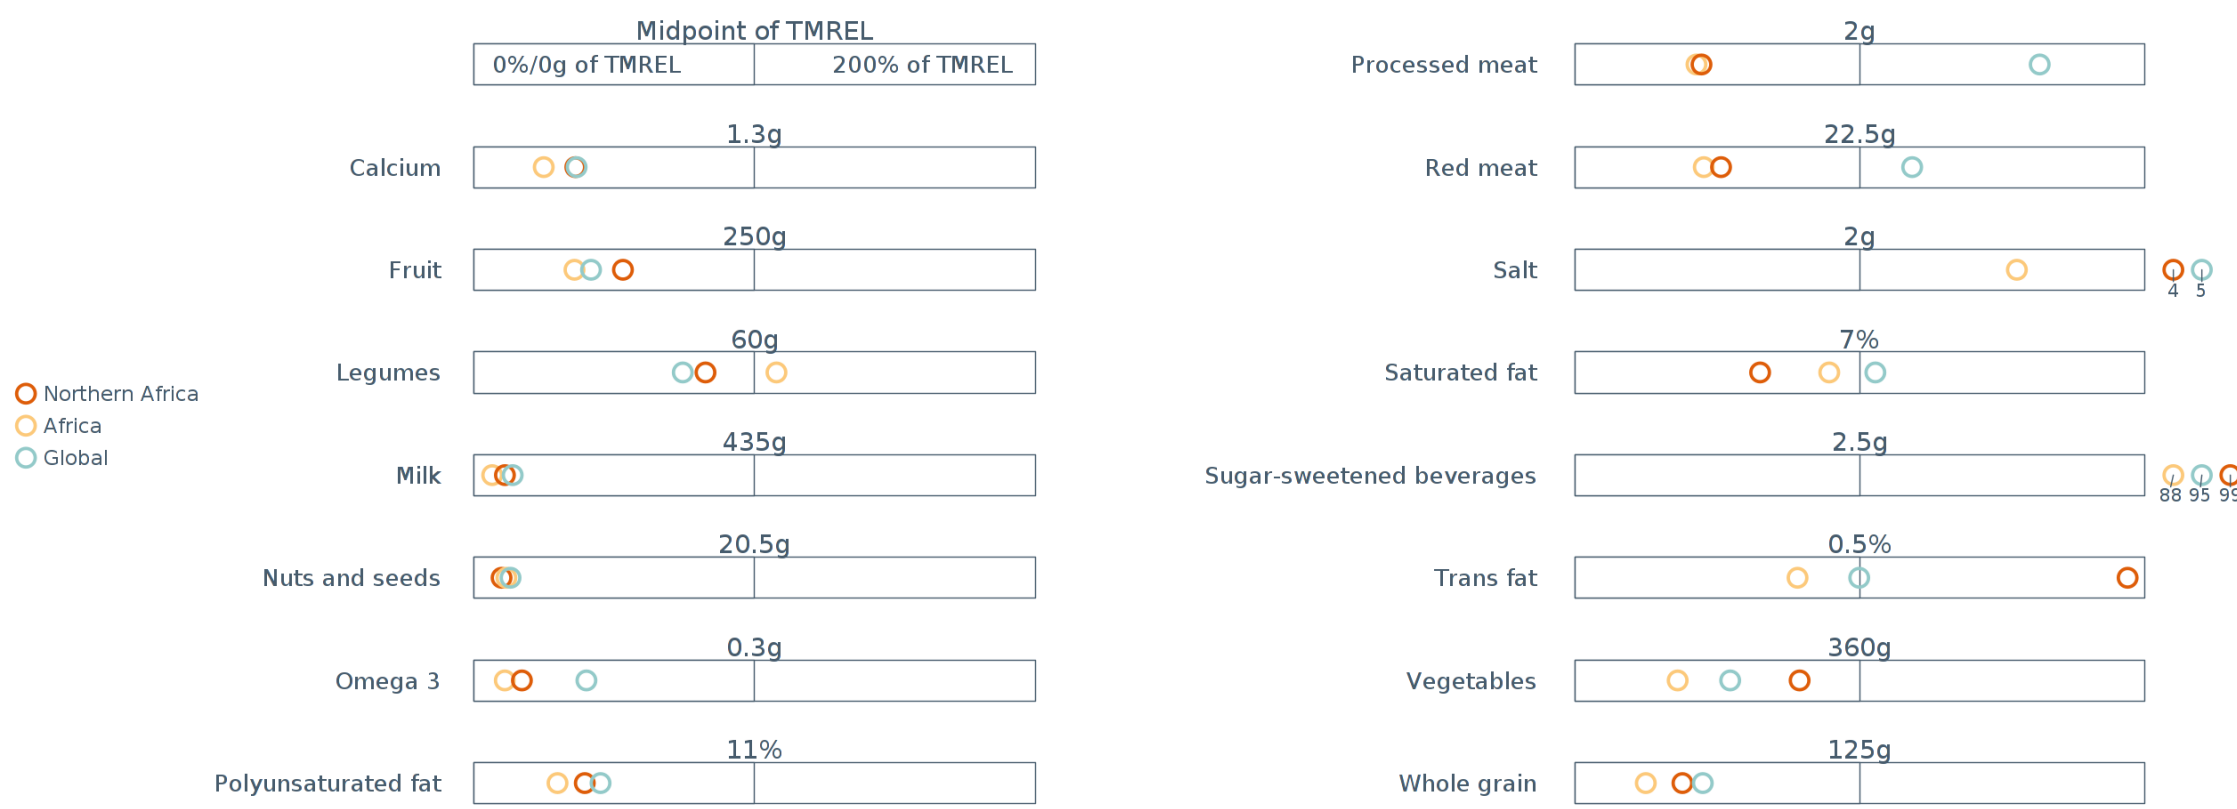 Midpoint of TMREL
0%/0g of TMREL
200% of TMREL
1.3g
Calcium
250g
Fruit
60g
Legumes
435g
Milk
20.5g
Nuts and seeds
0.3g
Omega 3
11%
Polyunsaturated fat
Northern Africa
Africa
Global
2g
Processed meat
22.5g
Red meat
2g
Salt
4 5
7%
Saturated fat
2.5g
Sugar-sweetened beverages
88 95 99
0.5%
Trans fat
360g
Vegetables
125g
Whole grain